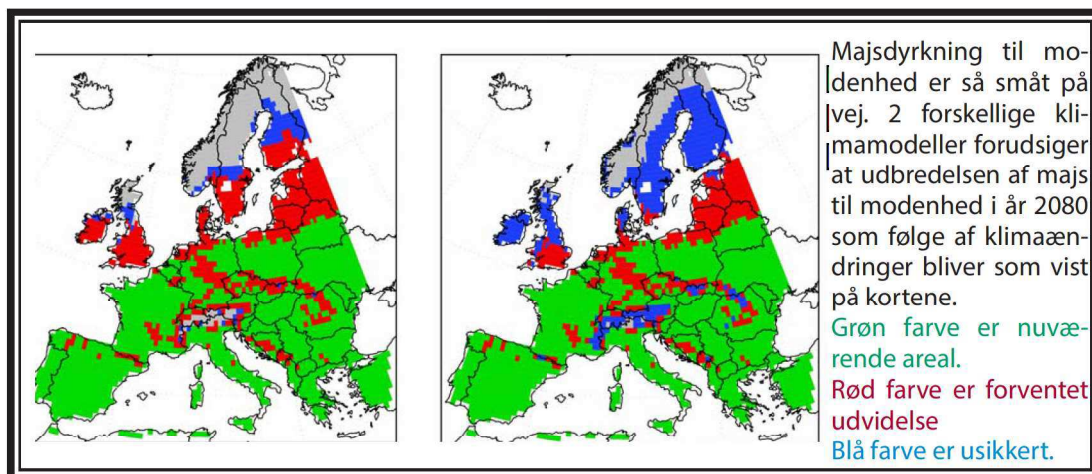 Majsdyrkning til mo-
denhed er så småt på
vej. 2 forskellige kli-
mamodeller forudsiger
at udbredelsen af majs
til modenhed i år 2080
som følge af klimaæn-
dringer bliver som vist
på kortene.
Grøn farve er nuvæ-
rende areal.
Rød farve er forventet
udvidelse
Blå farve er usikkert.